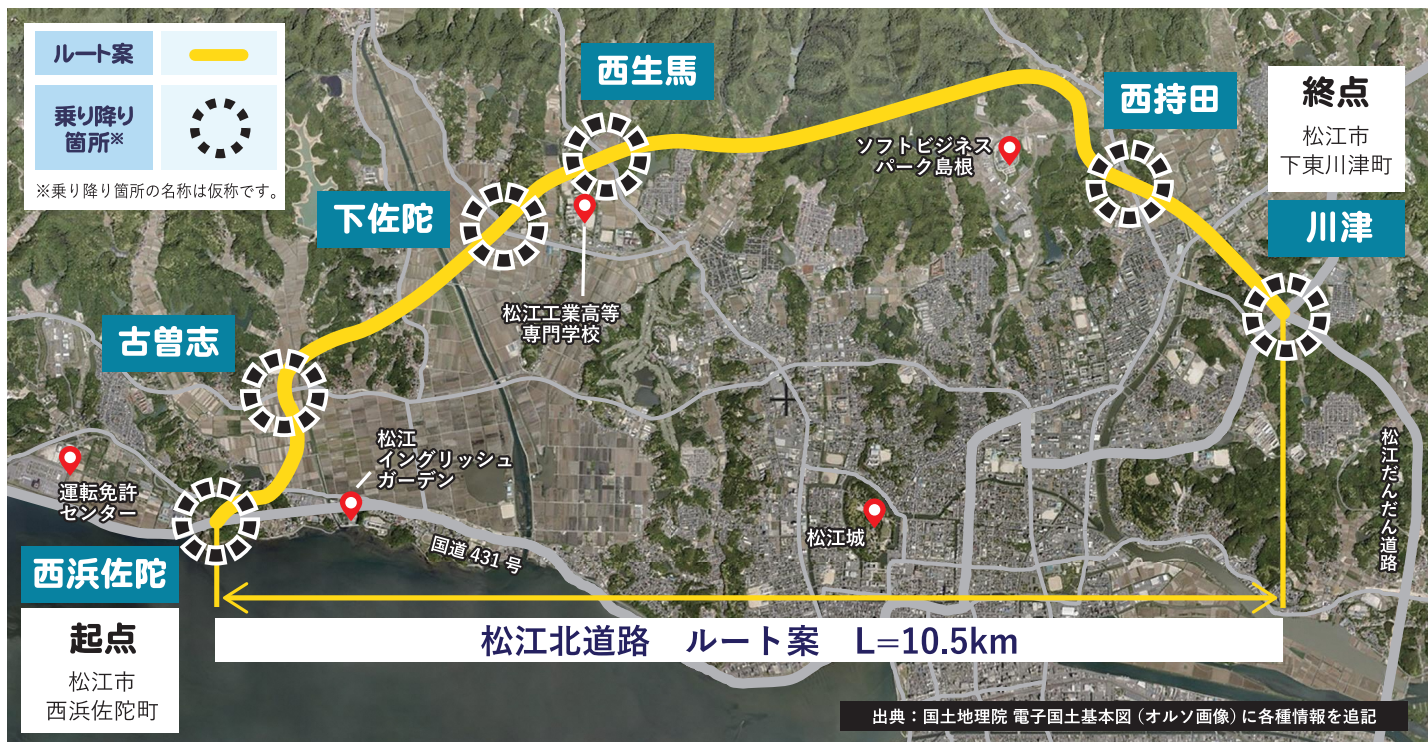 ルート案
乗り降り
箇所※
※乗り降り箇所の名称は仮称です。
西生馬
西持田
終点
松江市
下東川津町
川津
ソフトビジネス
パーク島根
下佐陀
松江工業高等
専門学校
古曽志
松江
イングリッシュ
ガーデン
運転免許
センター
国道431号
松江城
松江だんだん道路
西浜佐陀
起点
松江市
西浜佐陀町
松江北道路 ルート案 L=10.5km
出典：国土地理院 電子国土基本図（オルソ画像）に各種情報を追記